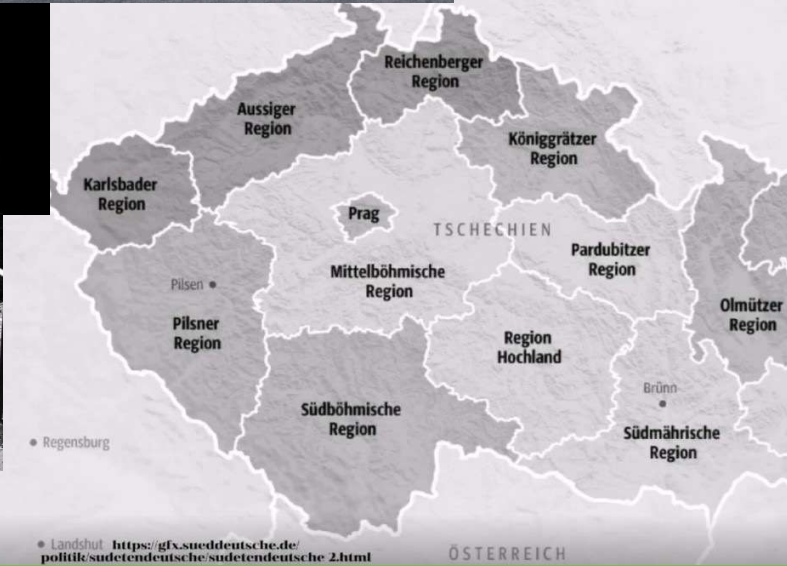 Reichenberger
Region
Aussiger
Region
Königgrätzer
Region
Karlsbader
Region
Prag
TSCHECHIEN
Pardubitzer
Region
Mittelböhmische
Region
Pilsen
Olmützer
Region
Pilsner
Region
Region
Hochland
Brünn
Südböhmische
Region
Südmährische
Region
Regensburg
Landshut https://gfx.sueddeutsche.de/
politik/sudetendeutsche/sudetendeutsche 2.html
ÖSTERREICH